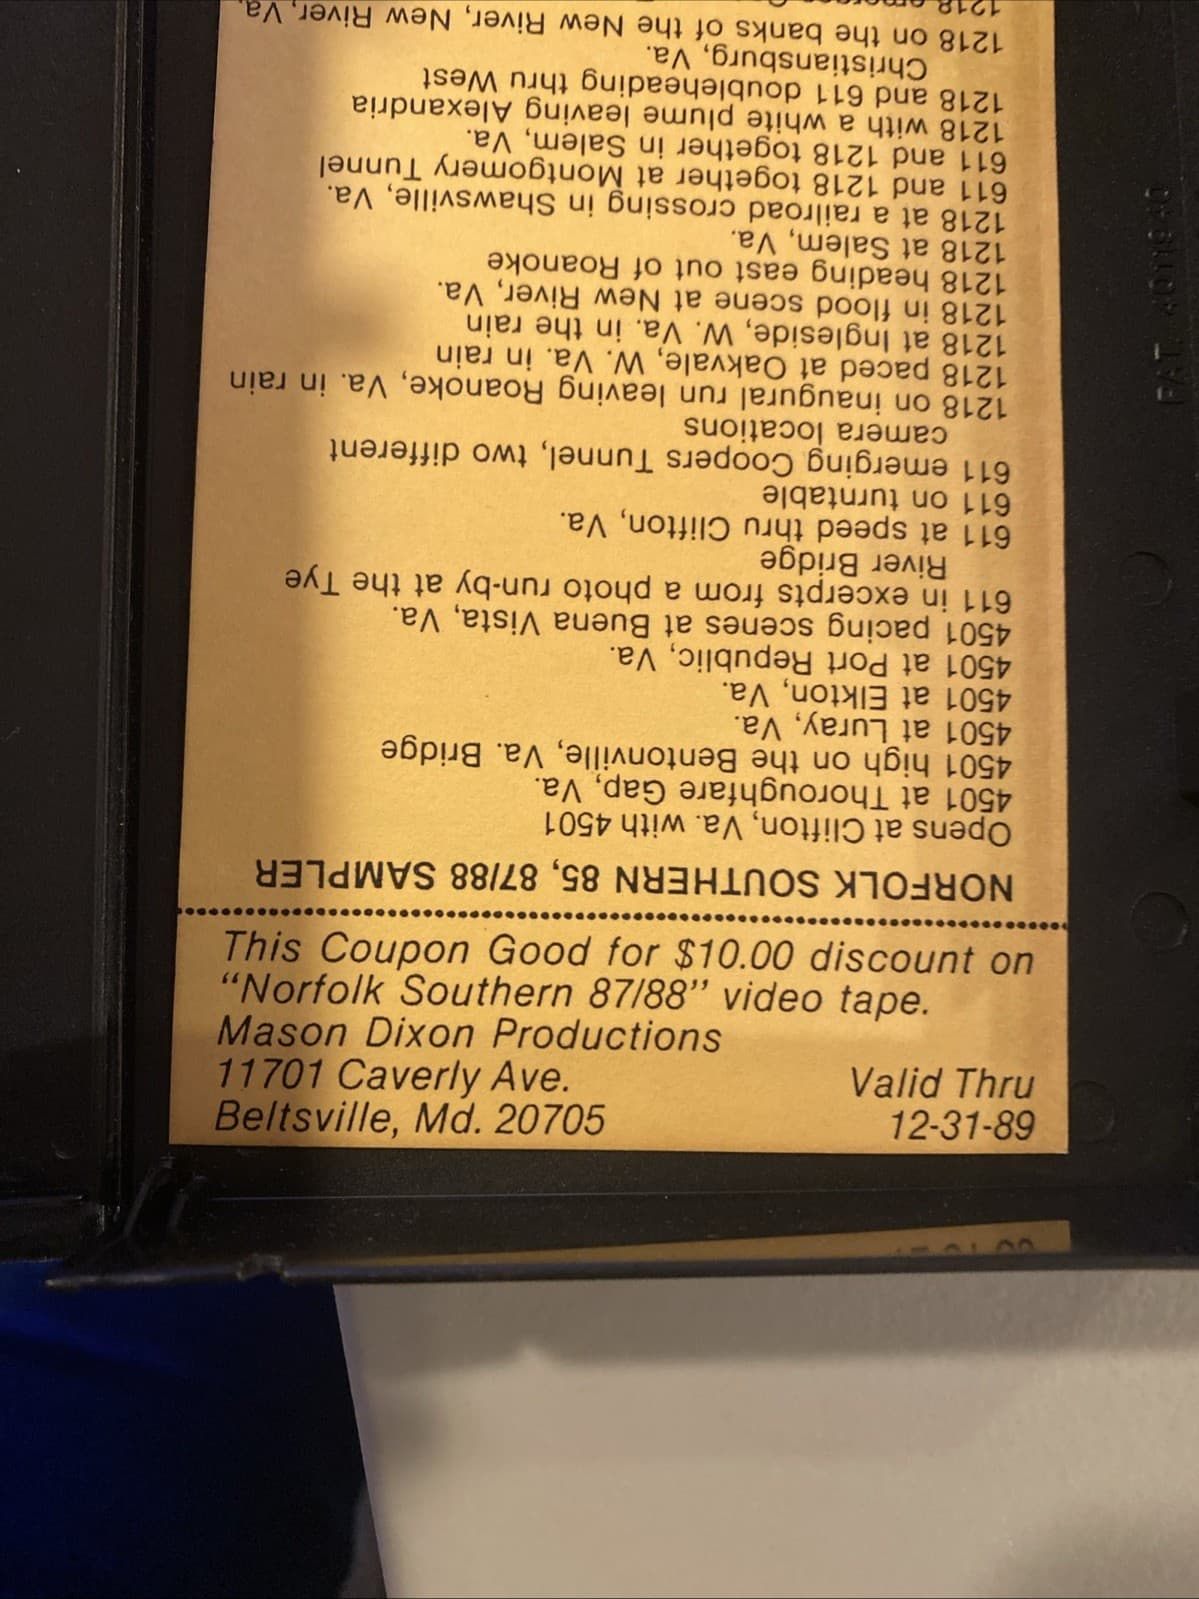 NORFOLK SOUTHERN 85, 87/88 SAMPLER
Opens at Clifton, Va. with 4501
4501 at Thoroughfare Gap, Va.
4501 high on the Bentonville, Va. Bridge
4501 at Luray, Va.
4501 at Elkton, Va.
4501 at Port Republic, Va.
4501 pacing scenes at Buena Vista, Va.
611 in excerpts from a photo run-by at the Tye
River Bridge
611 at speed thru Clifton, Va.
611 on turntable
611 emerging Coopers Tunnel, two different
camera locations
1218 on inaugural run leaving Roanoke, Va. in rain
1218 paced at Oakvale, W. Va. in rain
1218 at Ingleside, W. Va. in the rain
1218 in flood scene at New River, Va.
1218 heading east out of Roanoke
1218 at Salem, Va.
1218 at a railroad crossing in Shawsville, Va.
611 and 1218 together at Montgomery Tunnel
611 and 1218 together in Salem, Va.
1218 with a white plume leaving Alexandria
1218 and 611 doubleheading thru West
Christiansburg, Va.
1218 on the banks of the New River, New River, Va.
1218
This Coupon Good for $10.00 discount on
"Norfolk Southern 87/88" video tape.
Mason Dixon Productions
11701 Caverly Ave.
Beltsville, Md. 20705
Valid Thru
12-31-89
PAT. 4011940